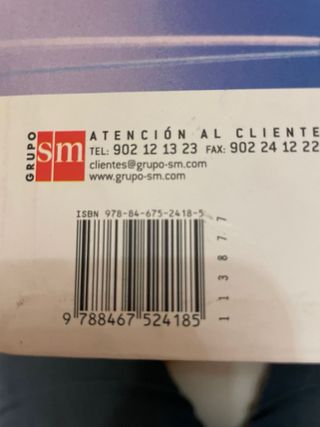 GRUPO sm
ATENCIÓN AL CLIENTE
TEL: 902 12 13 23 FAX: 902 24 12 22
clientes@grupo-sm.com
www.grupo-sm.com
ISBN 978-84-675-2418-5
9 788467 524185
113877